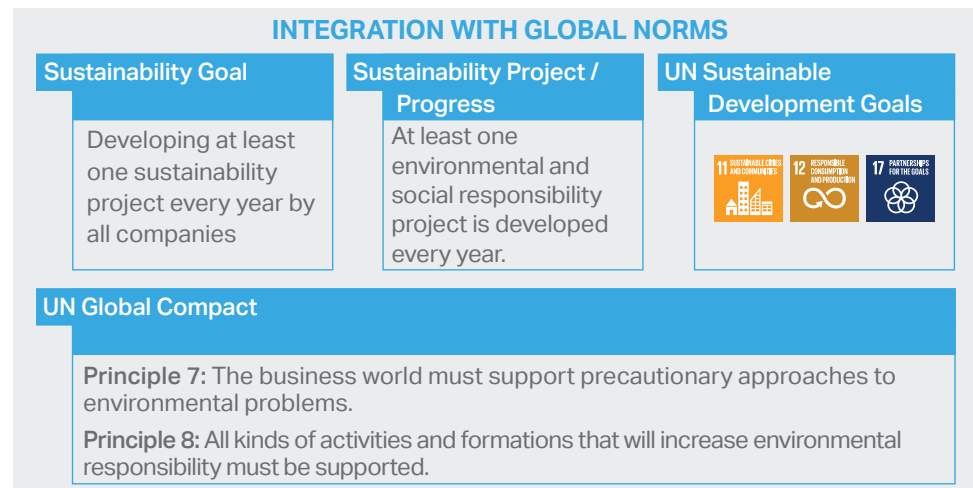 INTEGRATION WITH GLOBAL NORMS
Sustainability Goal
Developing at least
one sustainability
project every year by
all companies
Sustainability Project /
Progress
At least one
environmental and
social responsibility
project is developed
every year.
UN Sustainable
Development Goals
11 SUSTAINABLE CITIES
AND COMMUNITIES
12 RESPONSIBLE
CONSUMPTION
AND PRODUCTION
17 PARTNERSHIPS
FOR THE GOALS
UN Global Compact
Principle 7: The business world must support precautionary approaches to
environmental problems.
Principle 8: All kinds of activities and formations that will increase environmental
responsibility must be supported.